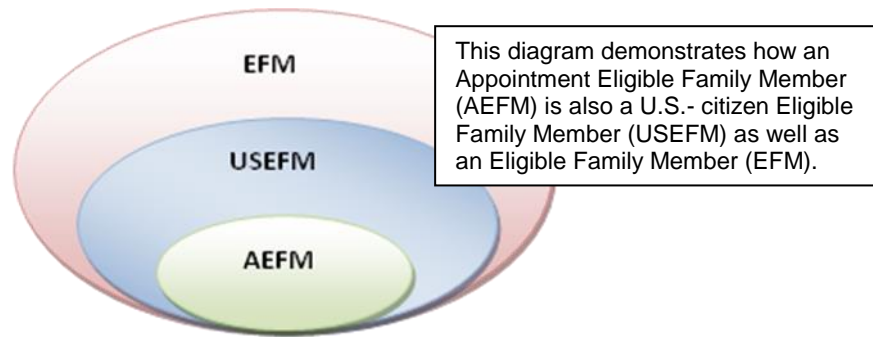 EFM
This diagram demonstrates how an
Appointment Eligible Family Member
(AEFM) is also a U.S.- citizen Eligible
Family Member (USEFM) as well as
an Eligible Family Member (EFM).
USEFM
AEFM